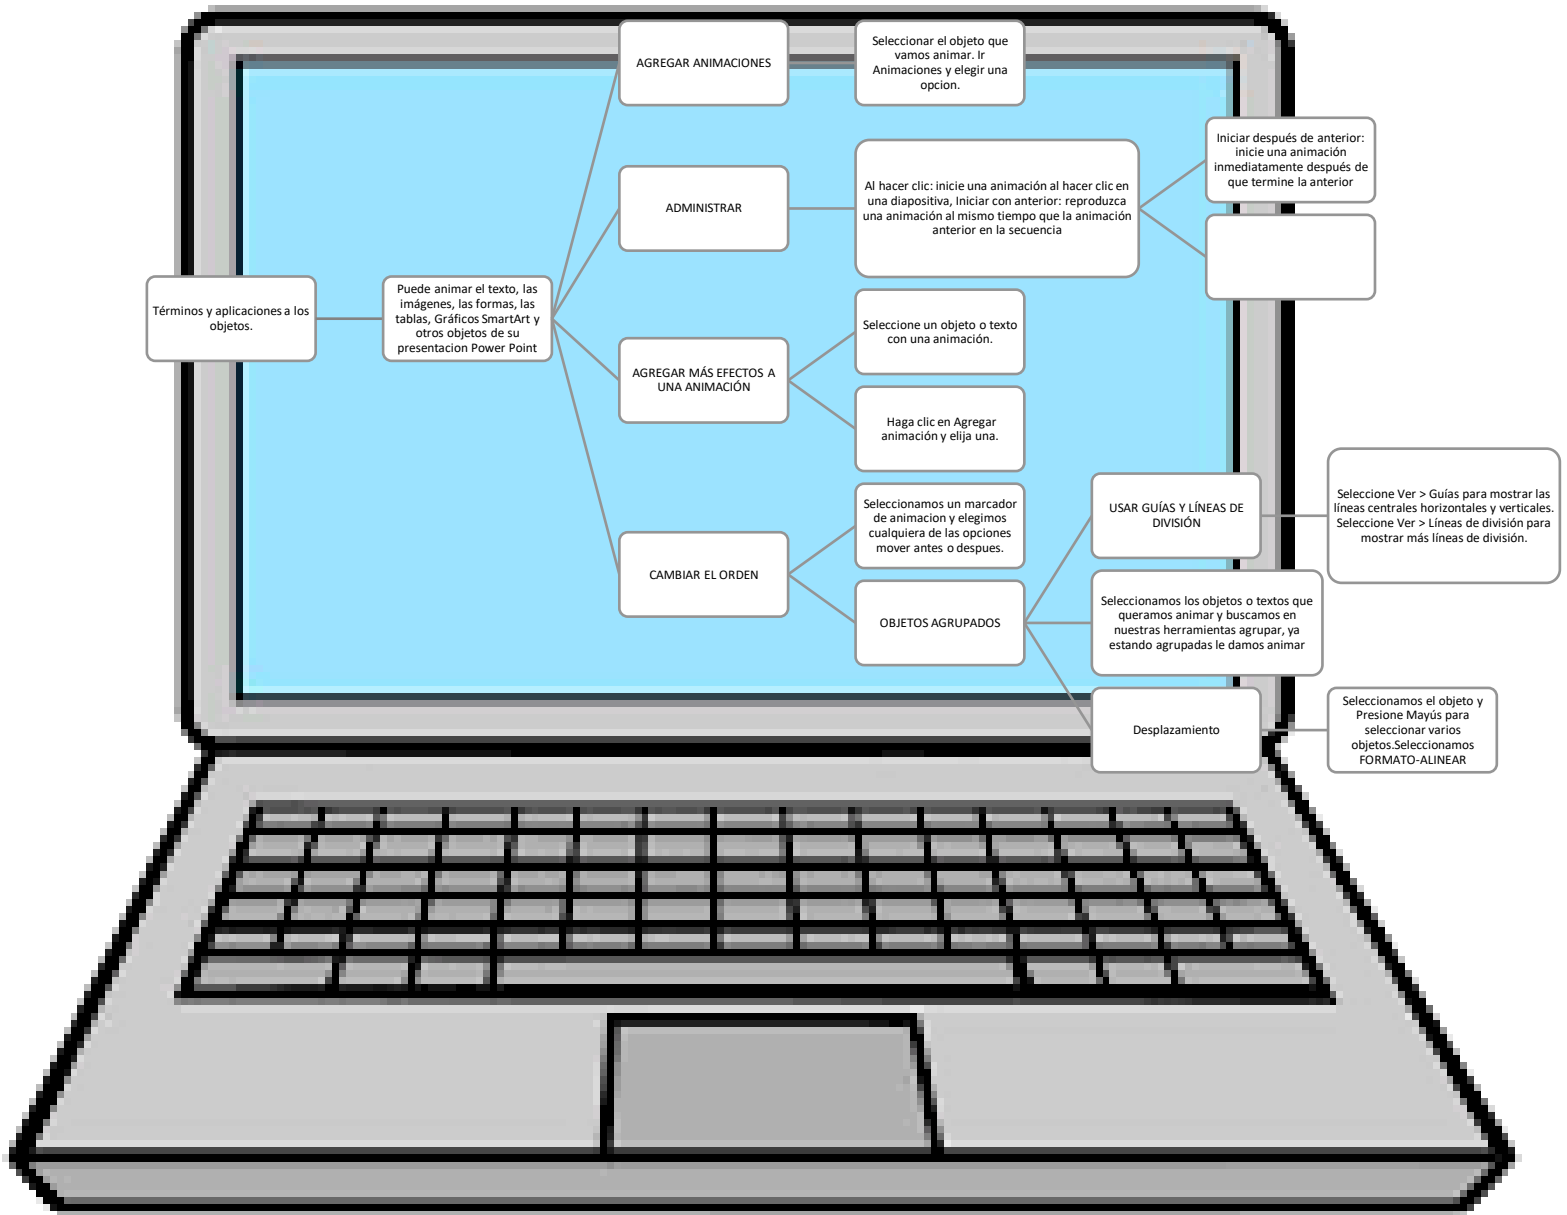 Términos y aplicaciones a los
objetos.
Puede animar el texto, las
imágenes, las formas, las
tablas, Gráficos SmartArt y
otros objetos de su
presentacion Power Point
AGREGAR ANIMACIONES
Seleccionar el objeto que
vamos animar. Ir
Animaciones y elegir una
opcion.
ADMINISTRAR
Al hacer clic: inicie una animación al hacer clic en
una diapositiva, Iniciar con anterior: reproduzca
una animación al mismo tiempo que la animación
anterior en la secuencia
Iniciar después de anterior:
inicie una animación
inmediatamente después de
que termine la anterior
AGREGAR MÁS EFECTOS A
UNA ANIMACIÓN
Seleccione un objeto o texto
con una animación.
Haga clic en Agregar
animación y elija una.
CAMBIAR EL ORDEN
Seleccionamos un marcador
de animacion y elegimos
cualquiera de las opciones
mover antes o despues.
OBJETOS AGRUPADOS
USAR GUÍAS Y LÍNEAS DE
DIVISIÓN
Seleccione Ver > Guías para mostrar las
líneas centrales horizontales y verticales.
Seleccione Ver > Líneas de división para
mostrar más líneas de división.
Seleccionamos los objetos o textos que
queramos animar y buscamos en
nuestras herramientas agrupar, ya
estando agrupadas le damos animar
Desplazamiento
Seleccionamos el objeto y
Presione Mayús para
seleccionar varios
objetos.Seleccionamos
FORMATO-ALINEAR